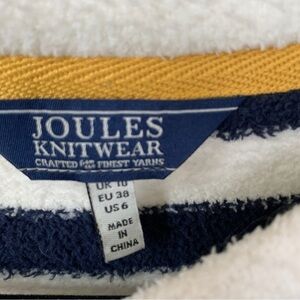 JOULES
KNITWEAR
CRAFTED from the FINEST YARNS
UK 10
EU 38
US 6
MADE
IN
CHINA